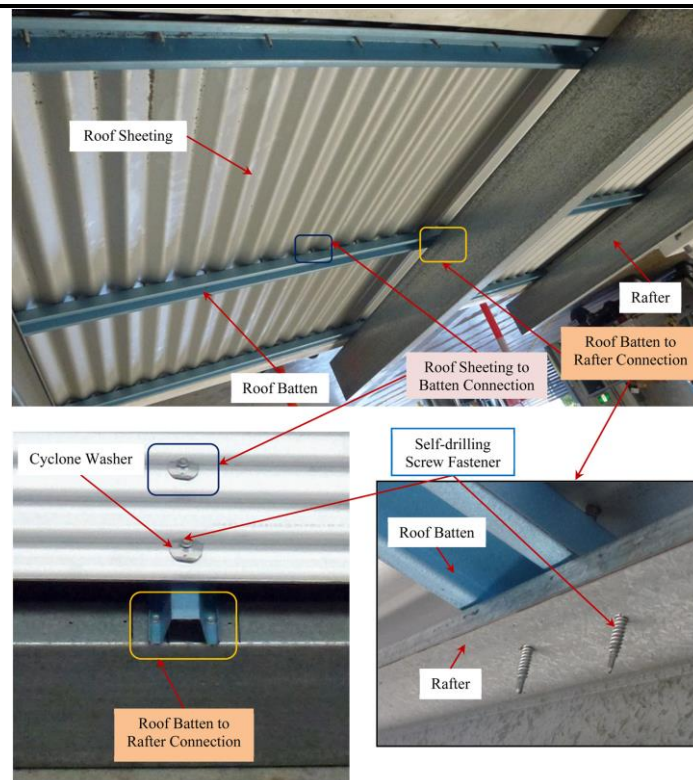 Roof Sheeting
Rafter
Roof Batten
Roof Sheeting to
Batten Connection
Roof Batten to
Rafter Connection
Cyclone Washer
Self-drilling
Screw Fastener
Roof Batten
Rafter
Roof Batten to
Rafter Connection